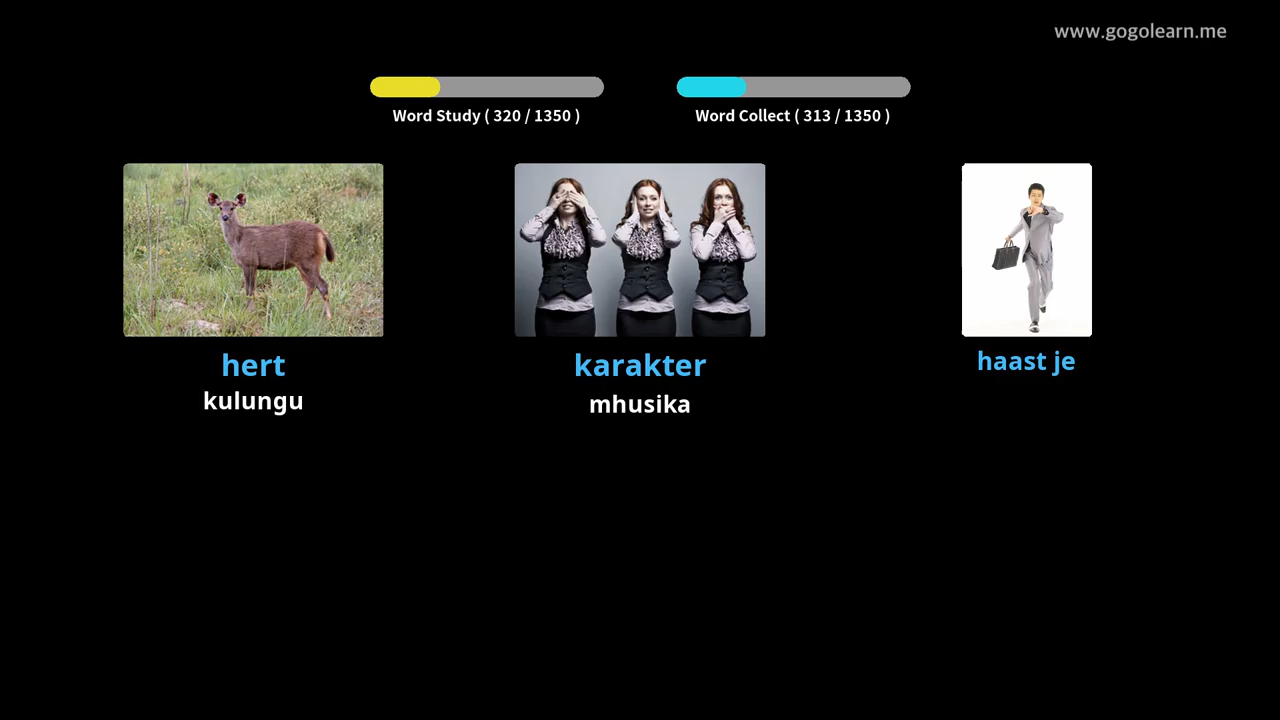 www.gogolearn.me
Word Study ( 320 / 1350 )
Word Collect ( 313 / 1350 )
hert
kulungu
karakter
mhusika
haast je